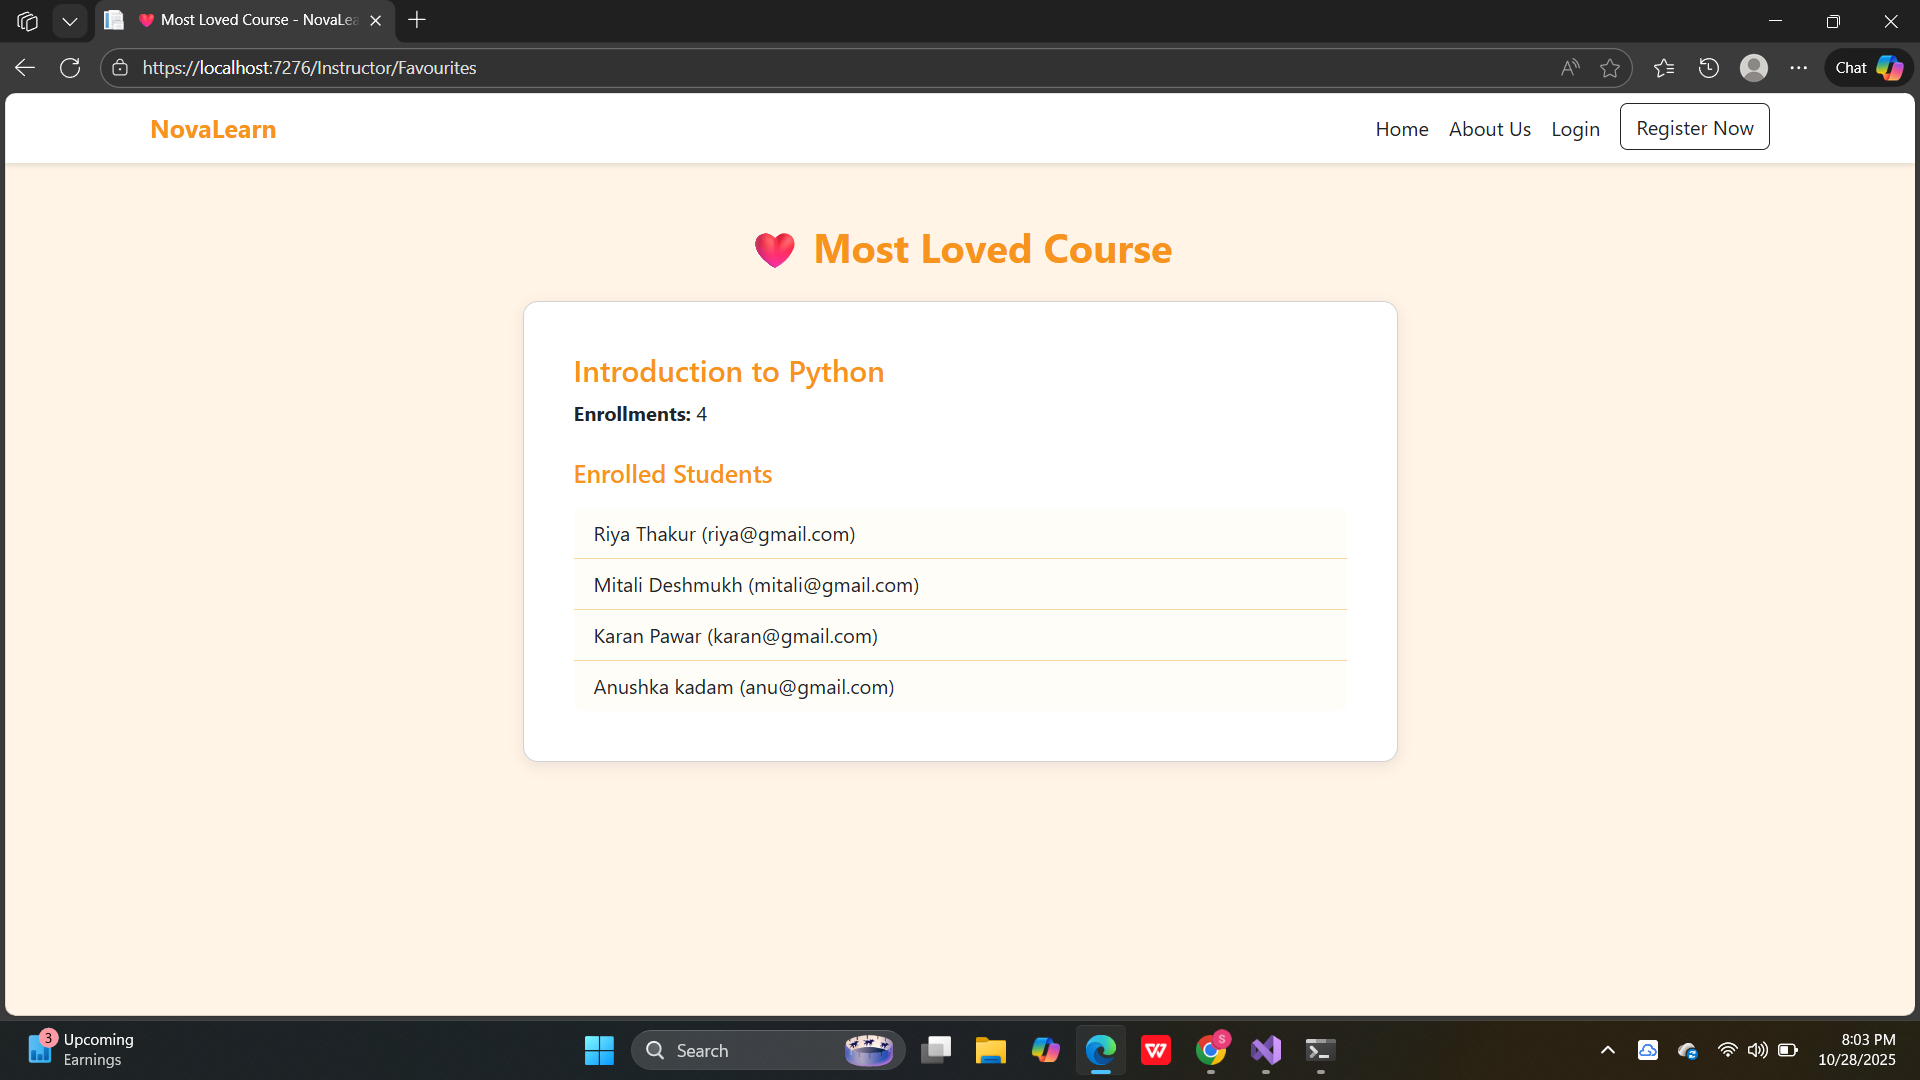 Most Loved Course - NovaLea
https://localhost:7276/Instructor/Favourites
Chat
NovaLearn
Home About Us Login Register Now
Most Loved Course
Introduction to Python
Enrollments: 4
Enrolled Students
Riya Thakur (riya@gmail.com)
Mitali Deshmukh (mitali@gmail.com)
Karan Pawar (karan@gmail.com)
Anushka kadam (anu@gmail.com)
3
Upcoming
Earnings
Search
W
S
8:03 PM
10/28/2025